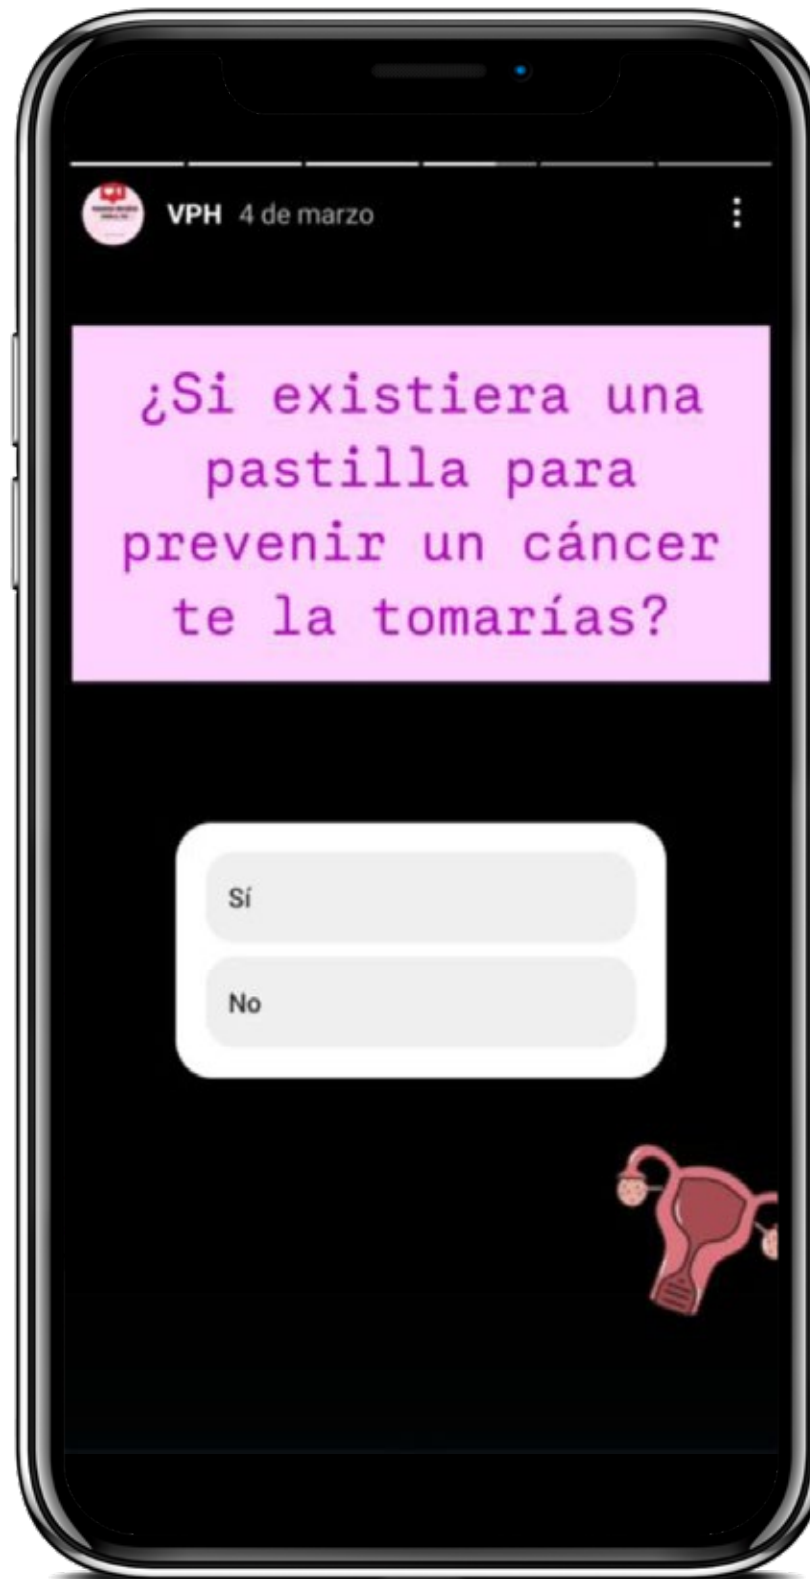 VPH 4 de marzo
¿Si existiera una
pastilla para
prevenir un cáncer
te la tomarías?
Sí
No